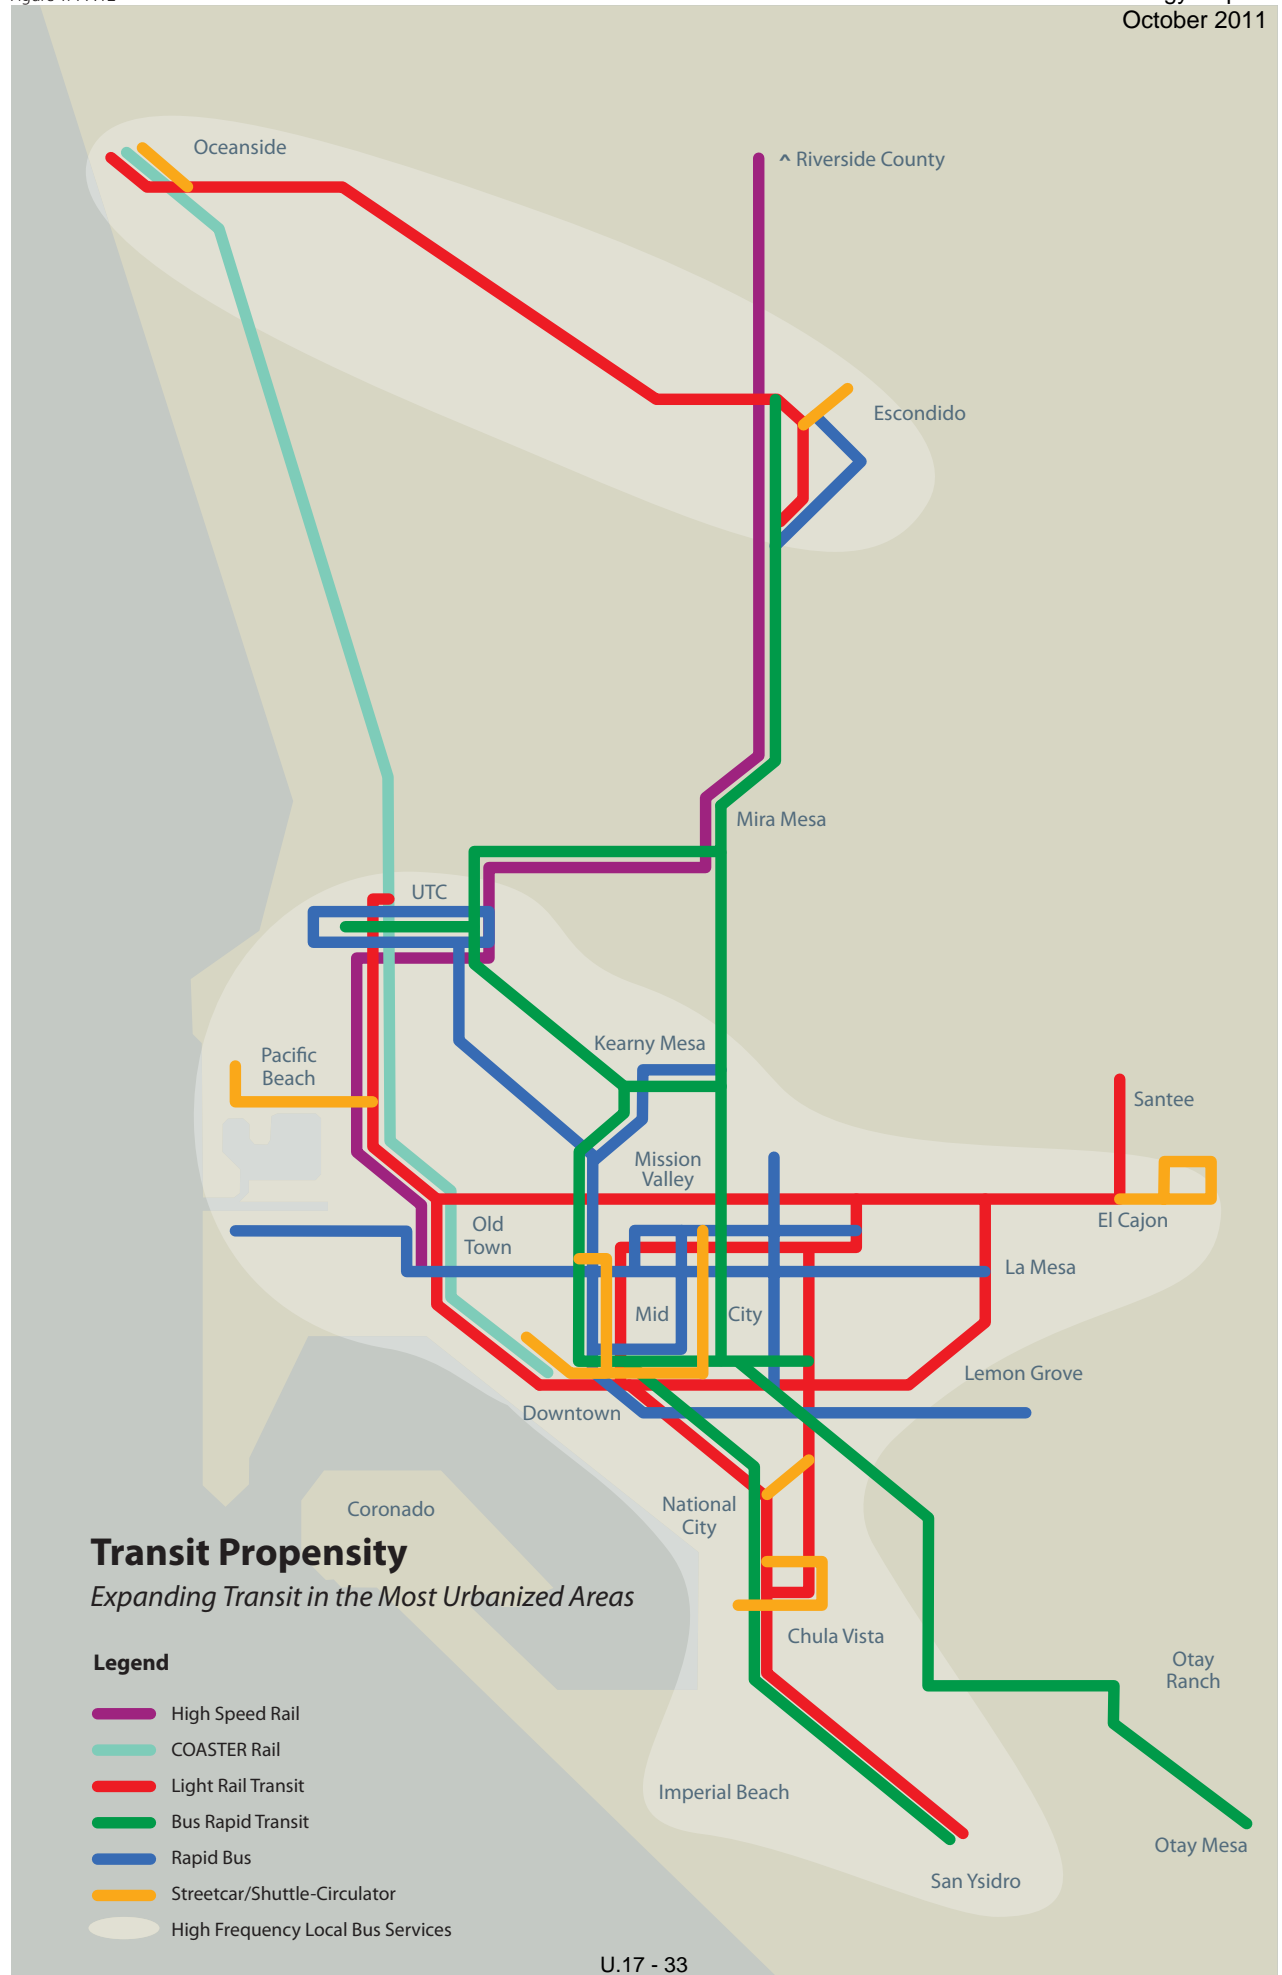 October 2011
Oceanside
^ Riverside County
Escondido
Mira Mesa
UTC
Kearny Mesa
Pacific
Beach
Santee
Mission
Valley
El Cajon
Old
Town
La Mesa
Mid
City
Lemon Grove
Downtown
National
City
Coronado
Transit Propensity
Expanding Transit in the Most Urbanized Areas
Chula Vista
Otay
Ranch
Legend
High Speed Rail
COASTER Rail
Light Rail Transit
Bus Rapid Transit
Rapid Bus
Streetcar/Shuttle-Circulator
High Frequency Local Bus Services
Imperial Beach
Otay Mesa
San Ysidro
U.17 - 33